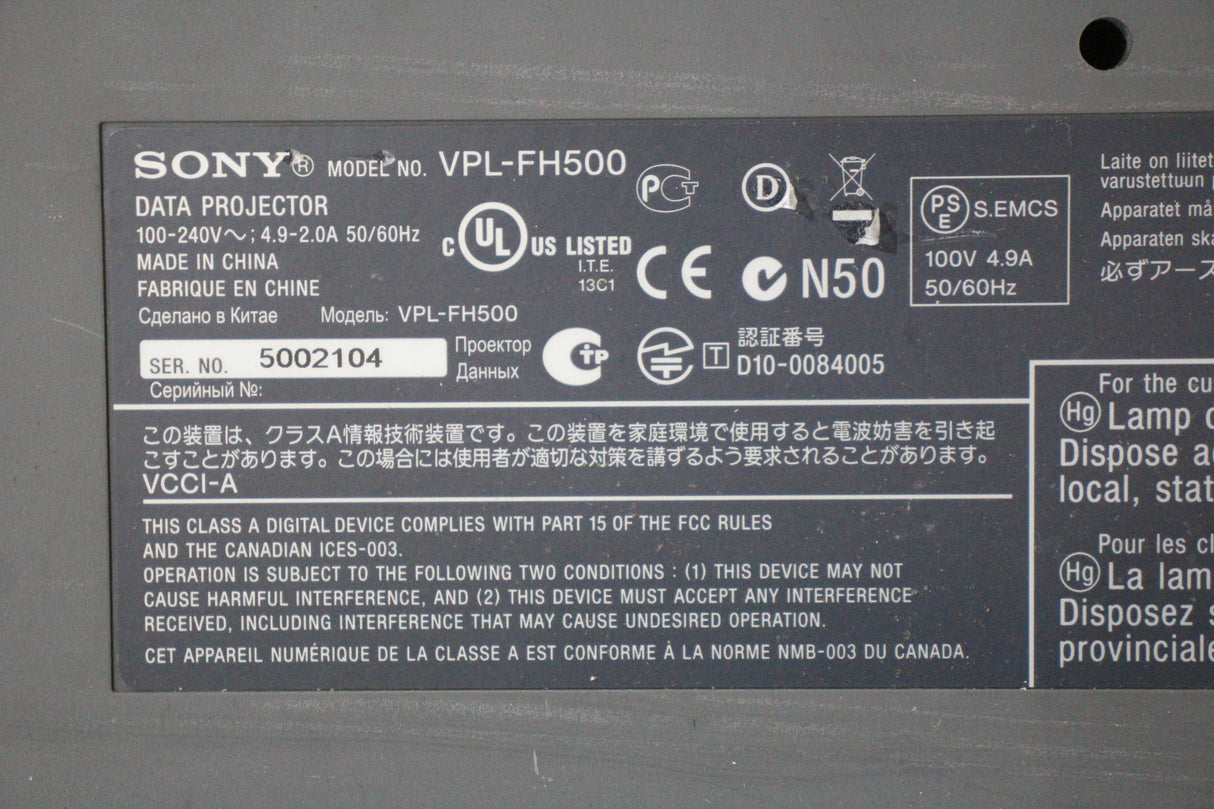 SONY® MODEL NO. VPL-FH500
DATA PROJECTOR
100-240V～; 4.9-2.0A 50/60Hz
MADE IN CHINA
FABRIQUE EN CHINE
Сделано в Китае Модель: VPL-FH500
SER. NO. 5002104
Серийный №:
Проектор
Данных
C UL US LISTED
I.T.E.
13C1
D
CE N50
PSE S.EMCS
100V 4.9A
50/60Hz
T 認証番号
D10-0084005
この装置は、クラスA情報技術装置です。この装置を家庭環境で使用すると電波妨害を引き起
こすことがあります。この場合には使用者が適切な対策を講ずるよう要求されることがあります。
VCCI-A
THIS CLASS A DIGITAL DEVICE COMPLIES WITH PART 15 OF THE FCC RULES
AND THE CANADIAN ICES-003.
OPERATION IS SUBJECT TO THE FOLLOWING TWO CONDITIONS : (1) THIS DEVICE MAY NOT
CAUSE HARMFUL INTERFERENCE, AND (2) THIS DEVICE MUST ACCEPT ANY INTERFERENCE
RECEIVED, INCLUDING INTERFERENCE THAT MAY CAUSE UNDESIRED OPERATION.
CET APPAREIL NUMÉRIQUE DE LA CLASSE A EST CONFORME À LA NORME NMB-003 DU CANADA.
Laite on liitet
varustettuun
Apparatet må
Apparaten ska
必ずアース
For the cu
Hg Lamp c
Dispose ac
local, stat
Pour les cl
Hg La lam
Disposez s
provinciale